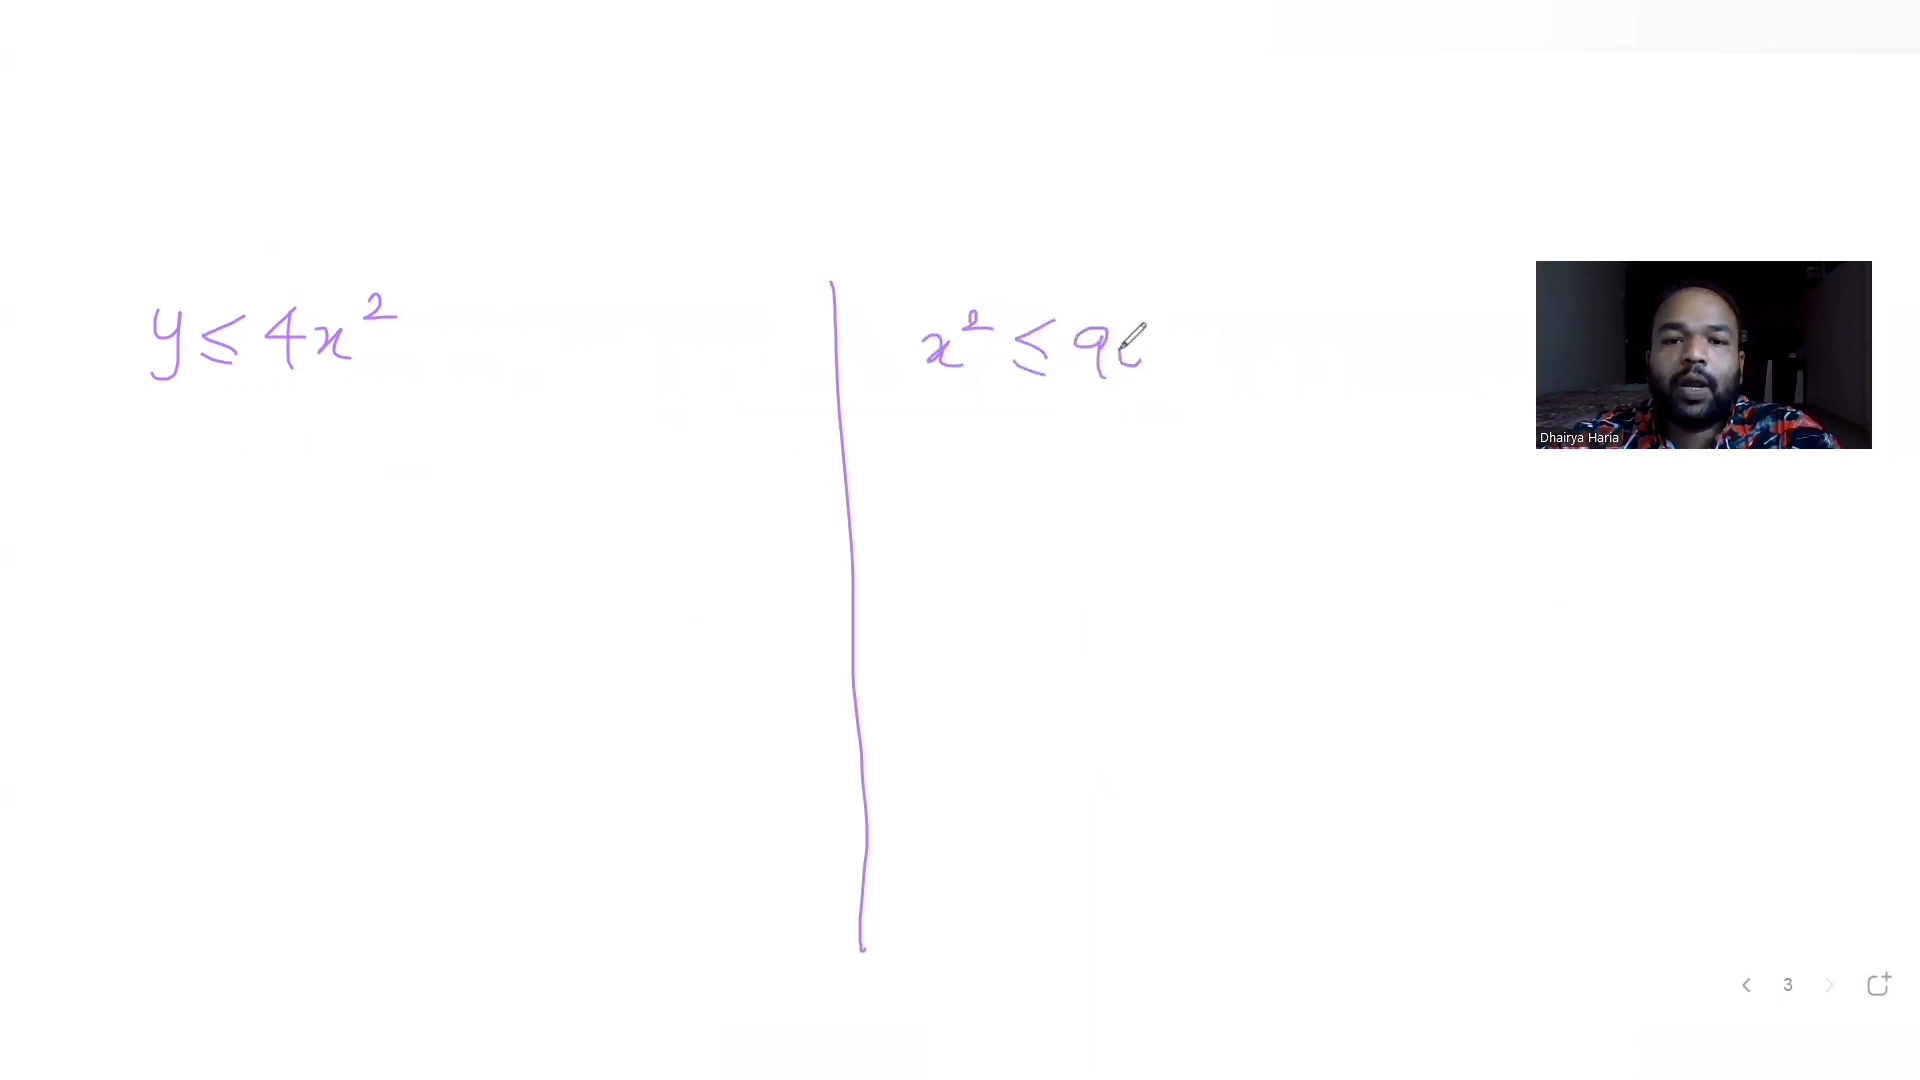 y ≤ 4x²
x² ≤ 9
Dhairya Haria
3